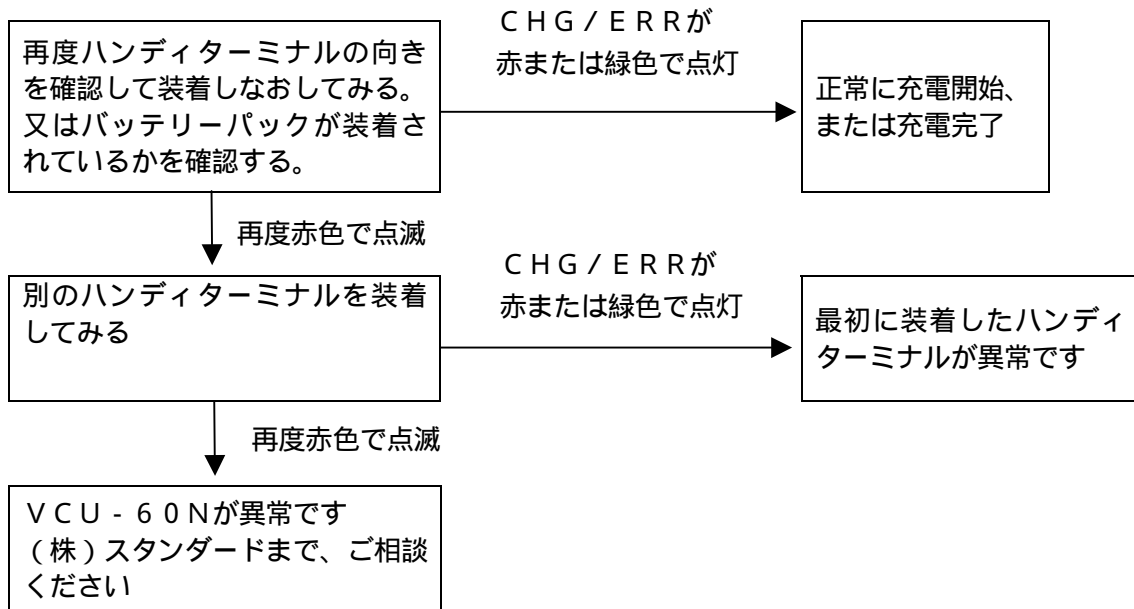 再度ハンディターミナルの向き
を確認して装着しなおしてみる。
又はバッテリーパックが装着さ
れているかを確認する。
ＣＨＧ／ＥＲＲが
赤または緑色で点灯
正常に充電開始、
または充電完了
再度赤色で点滅
別のハンディターミナルを装着
してみる
ＣＨＧ／ＥＲＲが
赤または緑色で点灯
最初に装着したハンディ
ターミナルが異常です
再度赤色で点滅
ＶＣＵ‐６０Ｎが異常です
（株）スタンダードまで、ご相談
ください